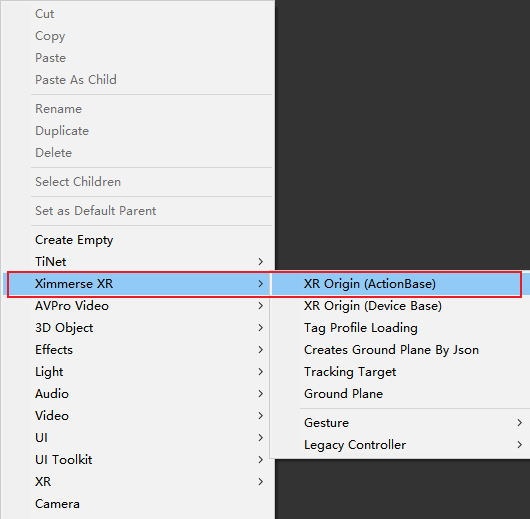 Cut
Copy
Paste
Paste As Child
Rename
Duplicate
Delete
Select Children
Set as Default Parent
Create Empty
TiNet
Ximmerse XR
AVPro Video
3D Object
Effects
Light
Audio
Video
UI
UI Toolkit
XR
Camera
XR Origin (ActionBase)
XR Origin (Device Base)
Tag Profile Loading
Creates Ground Plane By Json
Tracking Target
Ground Plane
Gesture
Legacy Controller